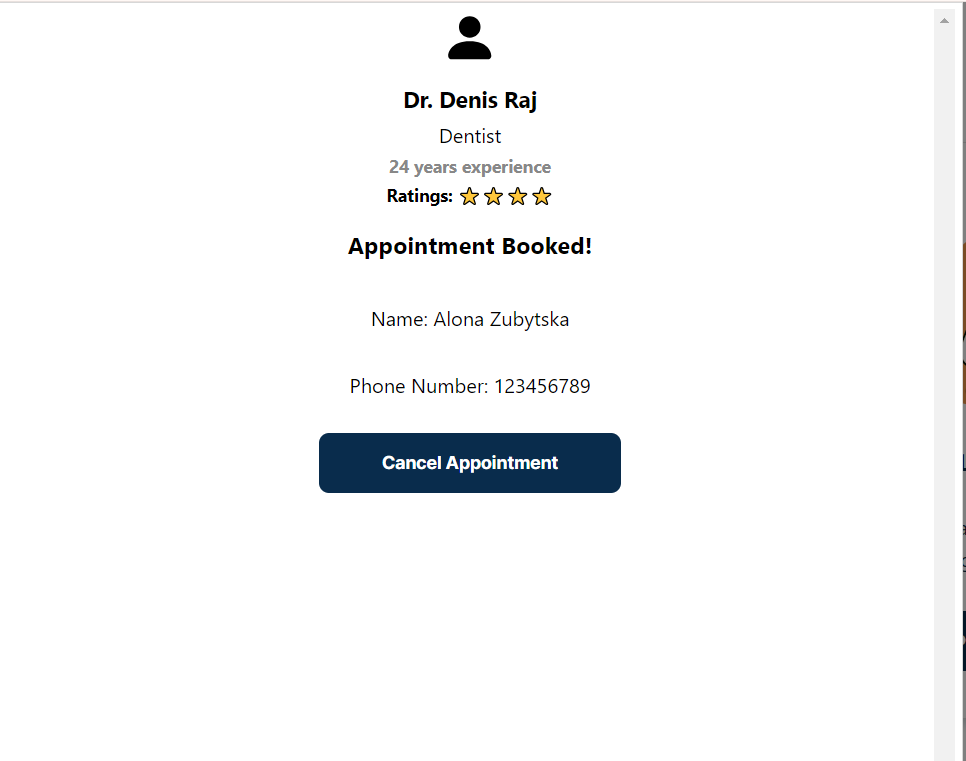 Dr. Denis Raj
Dentist
24 years experience
Ratings: ⭐⭐⭐⭐
Appointment Booked!
Name: Alona Zubytska
Phone Number: 123456789
Cancel Appointment